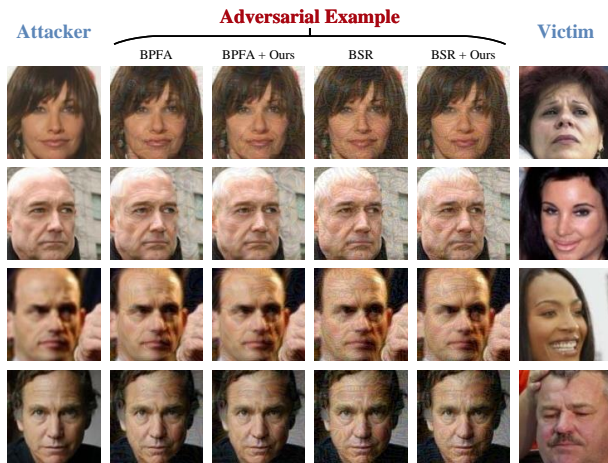 Adversarial Example
Attacker
Victim
BPFA
BPFA + Ours
BSR
BSR + Ours